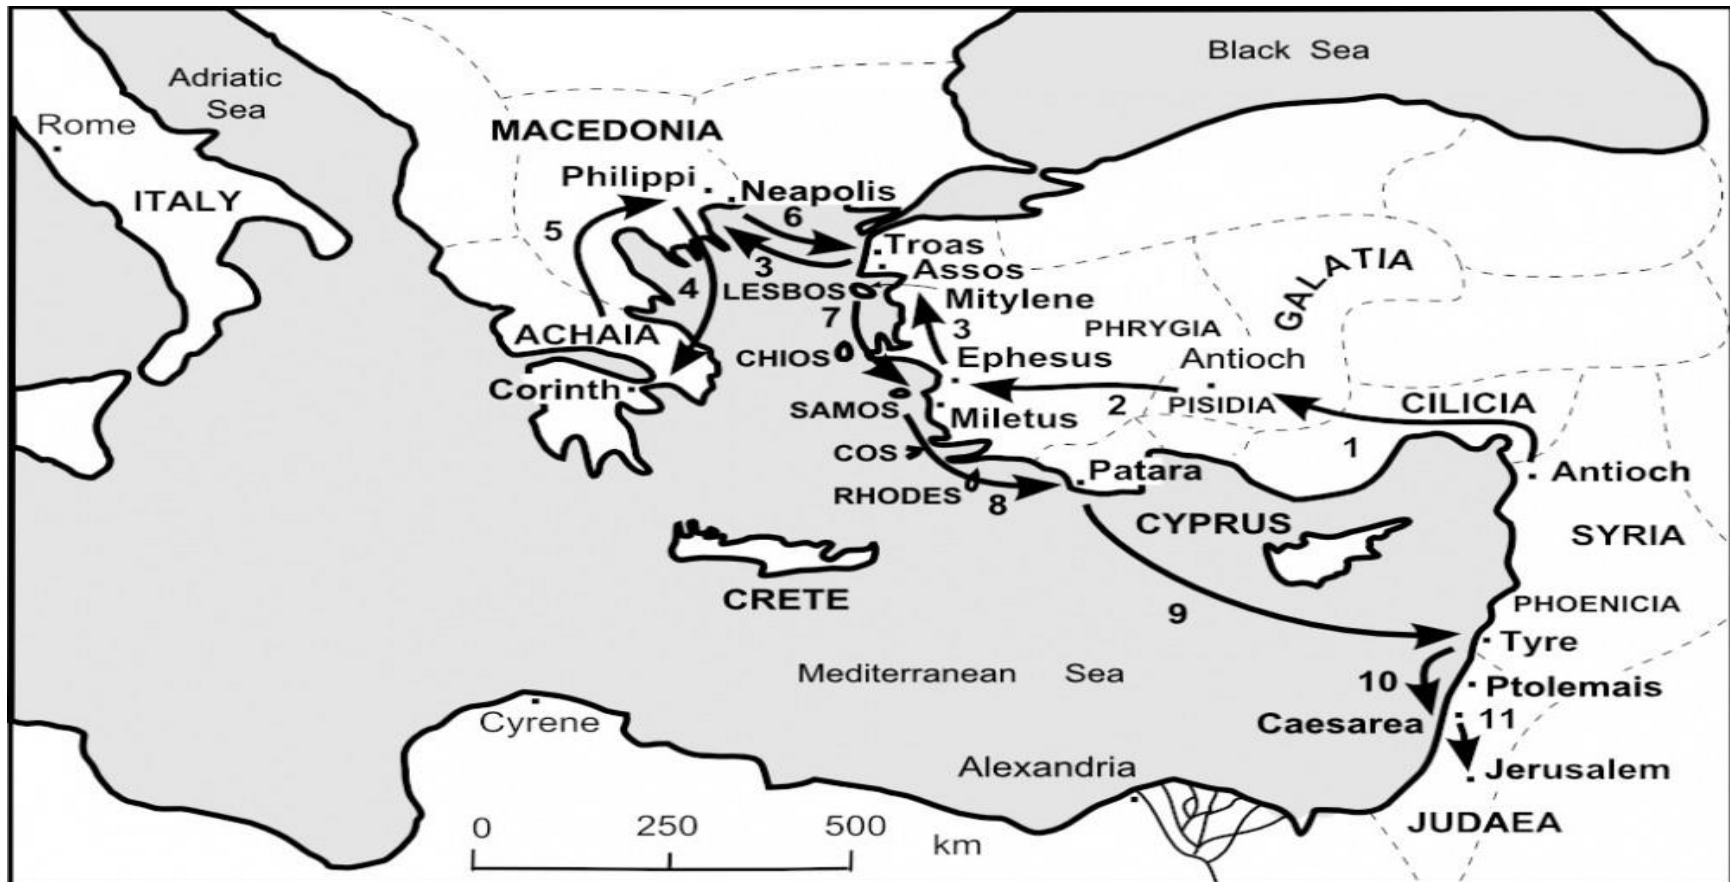 Black Sea
Adriatic
Sea
Rome
MACEDONIA
Philippi
Neapolis
ITALY
6
5
Troas
3
Assos
GALATIA
4
LESBOS
Mitylene
7
3
PHRYGIA
ACHAIA
CHIOS
Ephesus
Antioch
Corinth
SAMOS
Miletus
2
PISIDIA
CILICIA
1
COS
Patara
Antioch
RHODES
8
CYPRUS
SYRIA
CRETE
9
PHOENICIA
Tyre
Mediterranean Sea
10
Ptolemais
Cyrene
Caesarea
11
Alexandria
Jerusalem
0
250
500
km
JUDAEA